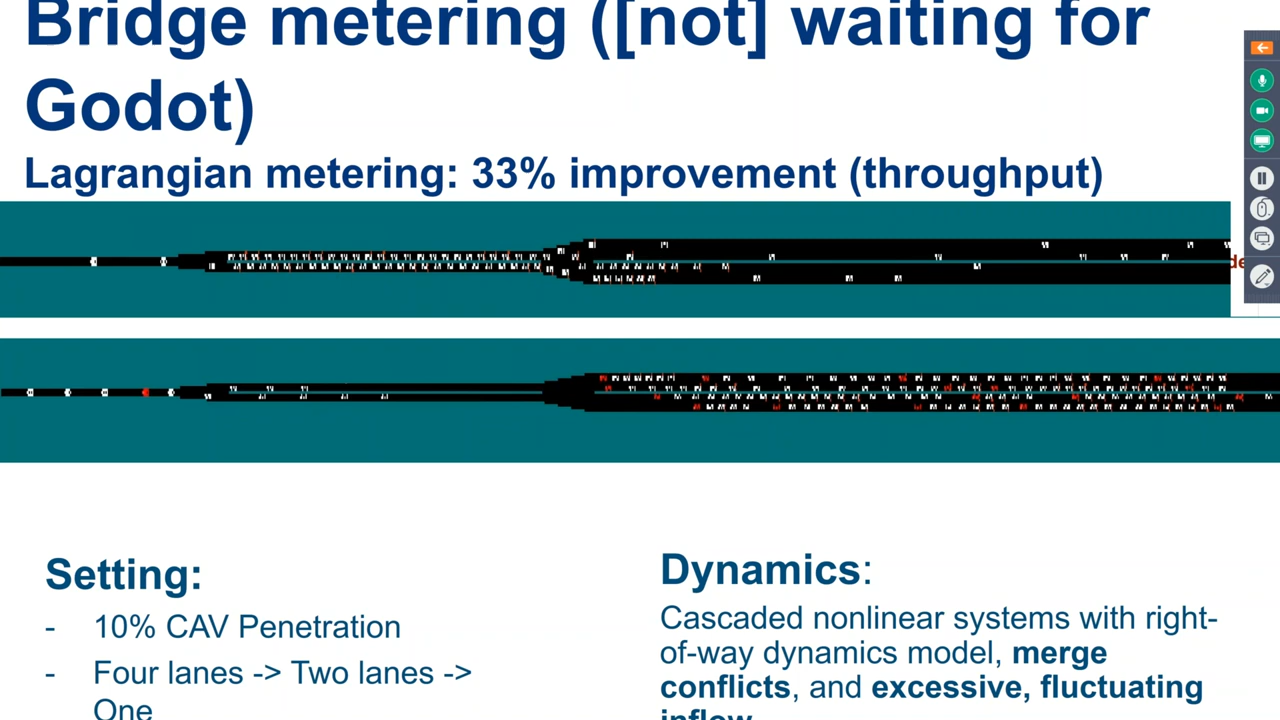 Bridge metering ([not] waiting for
Godot)
Lagrangian metering: 33% improvement (throughput)
Setting:
- 10% CAV Penetration
- Four lanes -> Two lanes ->
One
Dynamics:
Cascaded nonlinear systems with right-
of-way dynamics model, merge
conflicts, and excessive, fluctuating
inflow